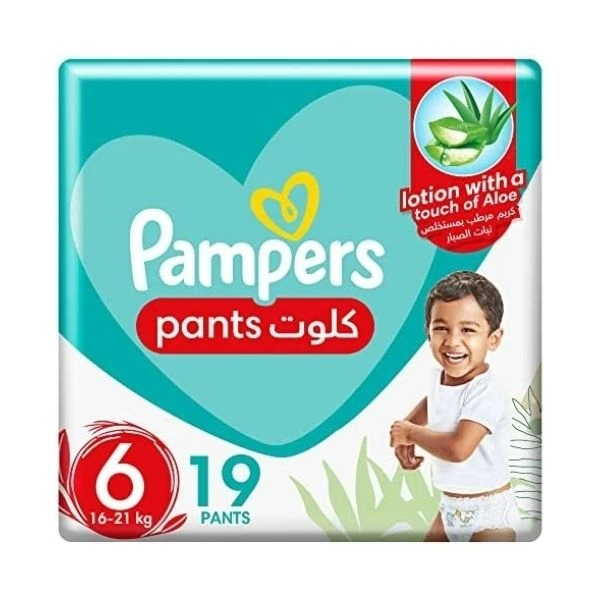 lotion with a
touch of Aloe
كريم مرطب بمستخلص
نبات الصبار
Pampers
pants كلوت
6
16-21 kg
19
PANTS